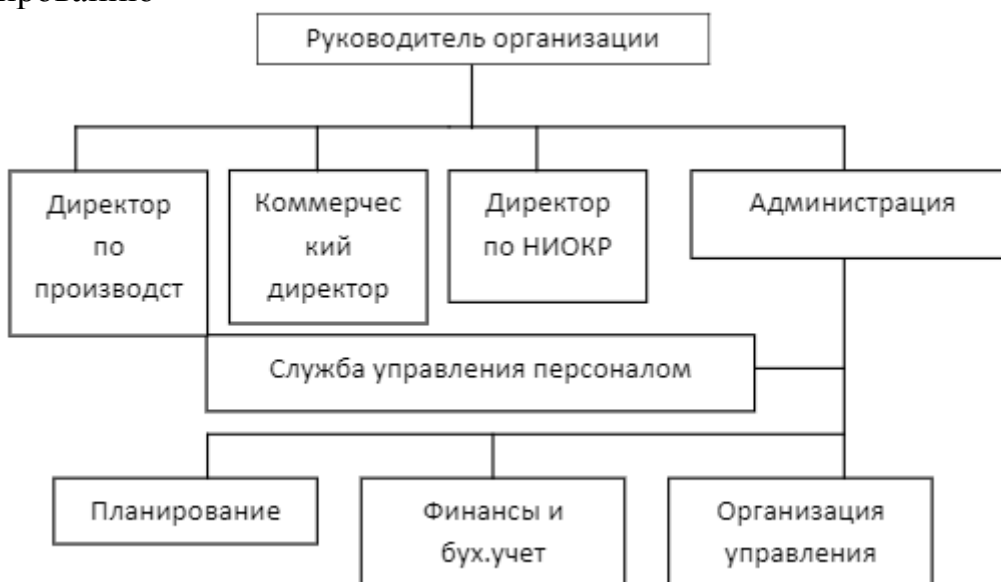 ированию
Руководитель организации
Директор
по
производст
Коммерчес
кий
директор
Директор
по НИОКР
Администрация
Служба управления персоналом
Планирование
Финансы и
бух.учет
Организация
управления